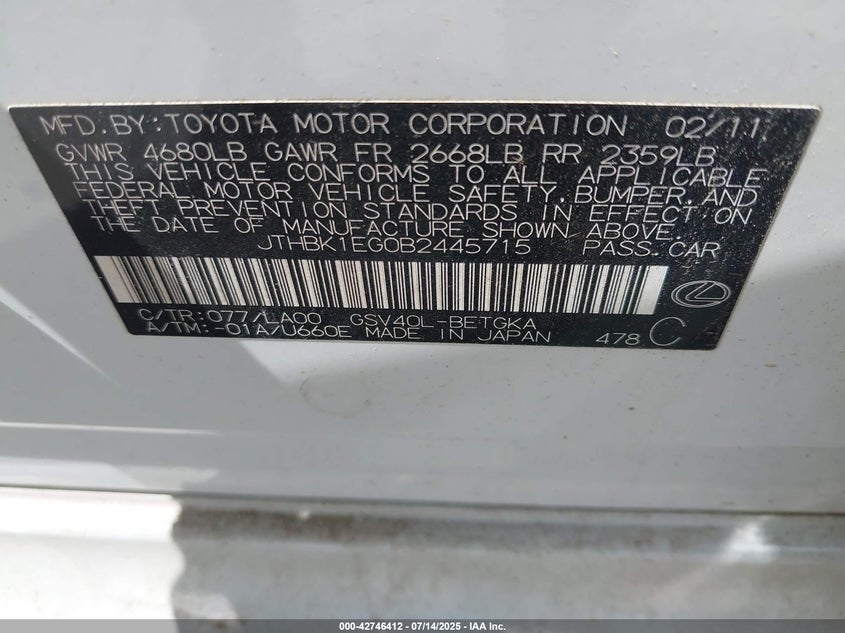 MFD. BY: TOYOTA MOTOR CORPORATION 02/11
GVWR 4680LB GAWR FR 2668LB RR 2359LB
THIS VEHICLE CONFORMS TO ALL APPLICABLE
FEDERAL MOTOR VEHICLE SAFETY, BUMPER, AND
THEFT PREVENTION STANDARDS IN EFFECT ON
THE DATE OF MANUFACTURE SHOWN ABOVE.
JTHBK1EG0B2445715 PASS. CAR
C/TR: 077/LA00 GSV40L-BETGKA
A/TM: -01A/U660E MADE IN JAPAN 478 C
000-42746412 - 07/14/2025 - IAA Inc.